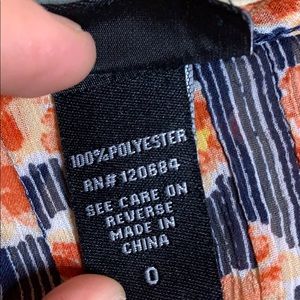 100% POLYESTER
RN# 120684
SEE CARE ON
REVERSE
MADE IN
CHINA
0